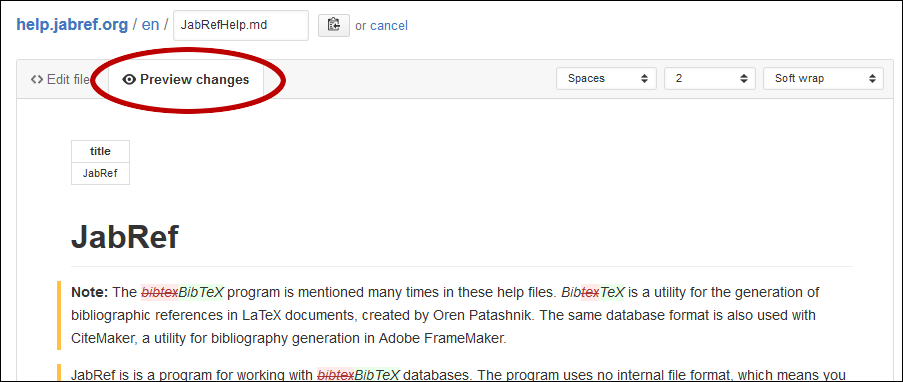 help.jabref.org / en / JabRefHelp.md or cancel
<> Edit file Preview changes Spaces 2 Soft wrap
title
JabRef
JabRef
Note: The bibtexBibTeX program is mentioned many times in these help files. BibtexTeX is a utility for the generation of
bibliographic references in LaTeX documents, created by Oren Patashnik. The same database format is also used with
CiteMaker, a utility for bibliography generation in Adobe FrameMaker.
JabRef is is a program for working with bibtexBibTeX databases. The program uses no internal file format, which means you